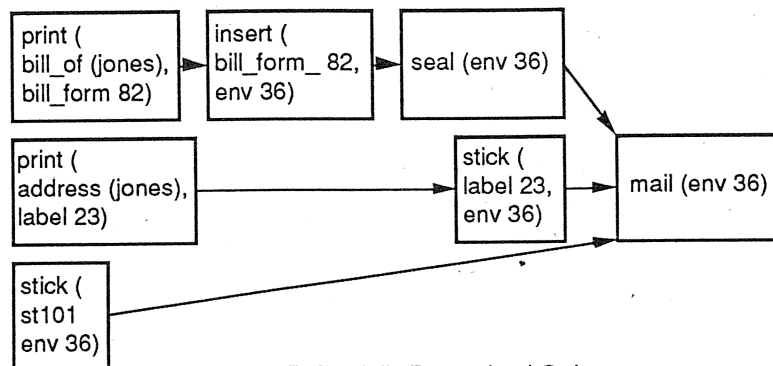 print (
bill_of (jones),
bill_form 82)
insert (
bill_form_ 82,
env 36)
seal (env 36)
print (
address (jones),
label 23)
stick (
label 23,
env 36)
mail (env 36)
stick (
st101
env 36)